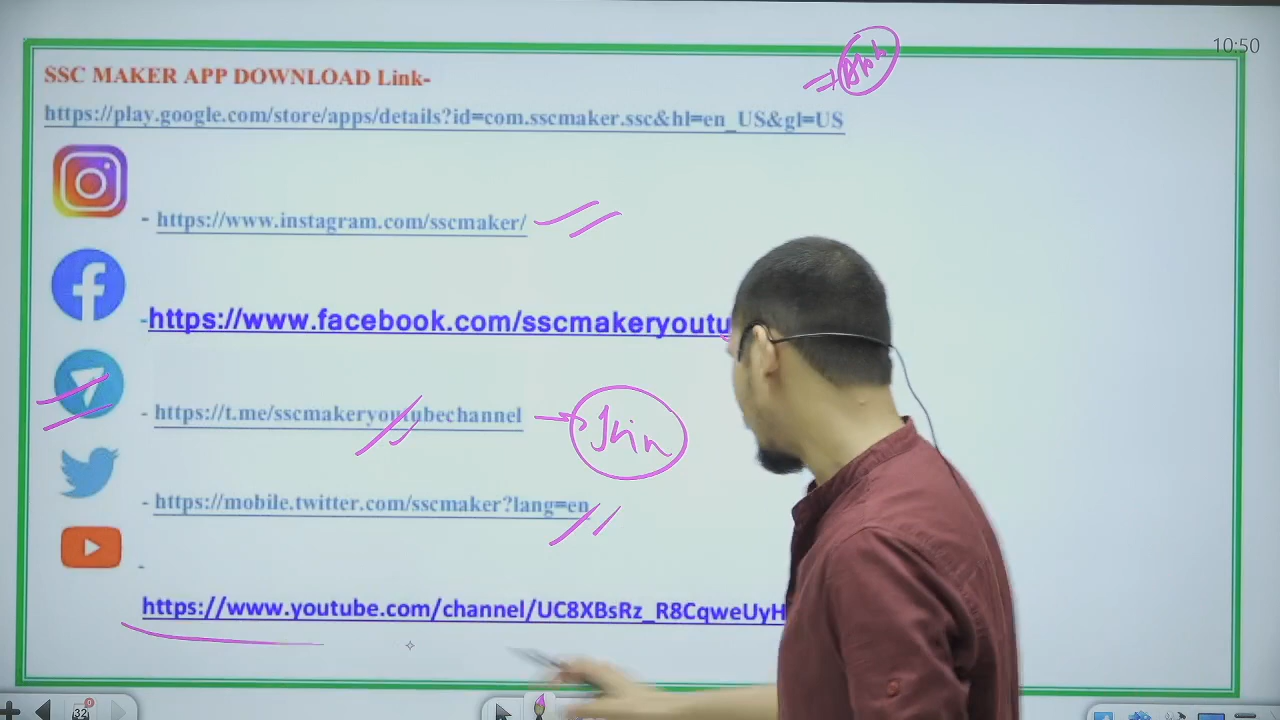 10:50
SSC MAKER APP DOWNLOAD Link-
https://play.google.com/store/apps/details?id=com.sscmaker.ssc&hl=en_US&gl=US
- https://www.instagram.com/sscmaker/
-https://www.facebook.com/sscmakeryoutu
- https://t.me/sscmakeryoutubechannel
Join
- https://mobile.twitter.com/sscmaker?lang=en
-
https://www.youtube.com/channel/UC8XBsRz_R8CqweUyH
32